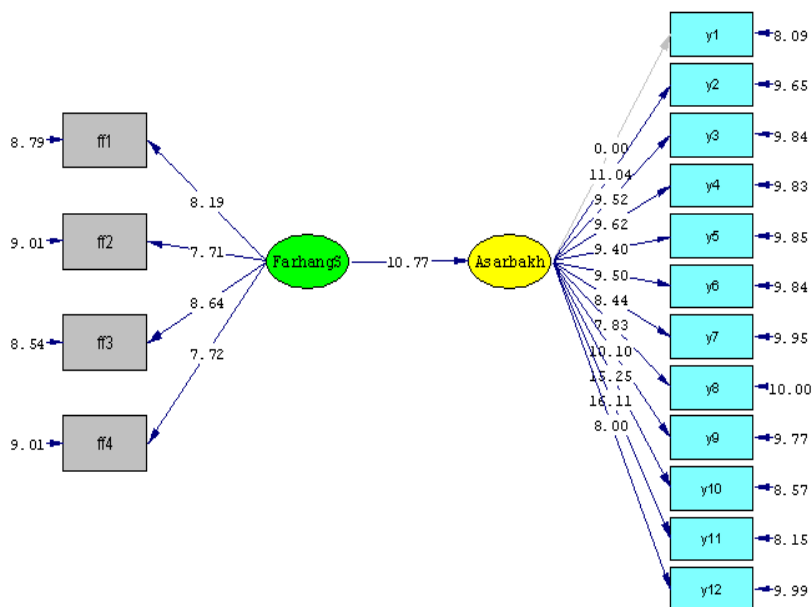 y1
8.09
y2
9.65
y3
9.84
y4
9.83
y5
9.85
y6
9.84
y7
9.95
y8
10.00
y9
9.77
y10
8.57
y11
8.15
y12
9.99
0.00
11.04
9.52
9.62
9.40
9.50
8.44
7.83
10.10
15.25
16.11
8.00
8.79
ff1
9.01
ff2
8.54
ff3
9.01
ff4
8.19
7.71
8.64
7.72
FarhangS
10.77
Asarbakh